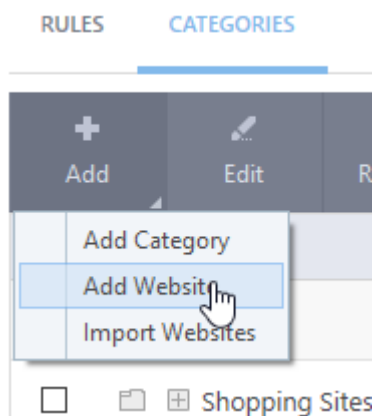 RULES CATEGORIES
Add Edit R
Add Category
Add Website
Import Websites
Shopping Sites